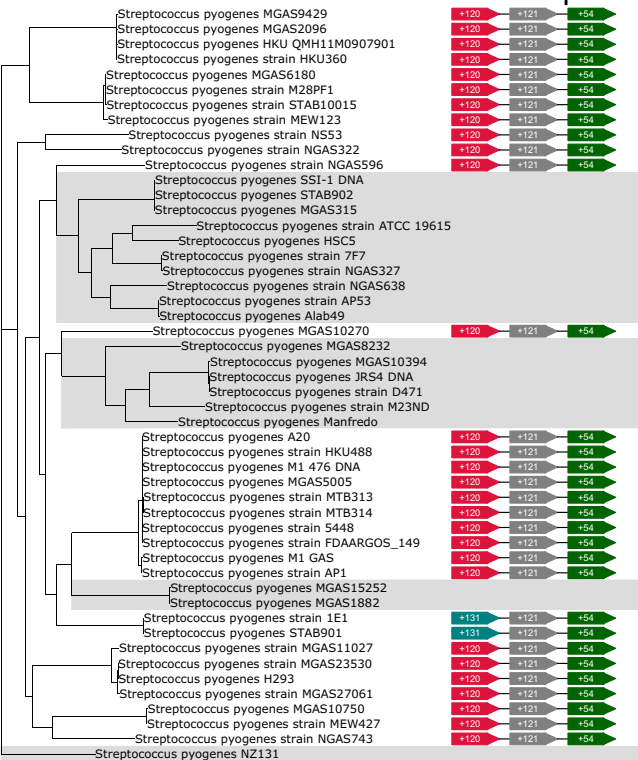 Streptococcus pyogenes MGAS9429 +120 +121 +54
Streptococcus pyogenes MGAS2096 +120 +121 +54
Streptococcus pyogenes HKU QMH11M0907901 +120 +121 +54
Streptococcus pyogenes strain HKU360 +120 +121 +54
Streptococcus pyogenes MGAS6180 +120 +121 +54
Streptococcus pyogenes strain M28PF1 +120 +121 +54
Streptococcus pyogenes strain STAB10015 +120 +121 +54
Streptococcus pyogenes strain MEW123 +120 +121 +54
Streptococcus pyogenes strain NS53 +120 +121 +54
Streptococcus pyogenes strain NGAS322 +120 +121 +54
Streptococcus pyogenes strain NGAS596 +120 +121 +54
Streptococcus pyogenes SSI-1 DNA
Streptococcus pyogenes STAB902
Streptococcus pyogenes MGAS315
Streptococcus pyogenes strain ATCC 19615
Streptococcus pyogenes HSC5
Streptococcus pyogenes strain 7F7
Streptococcus pyogenes strain NGAS327
Streptococcus pyogenes strain NGAS638
Streptococcus pyogenes strain AP53
Streptococcus pyogenes Alab49
Streptococcus pyogenes MGAS10270 +120 +121 +54
Streptococcus pyogenes MGAS8232
Streptococcus pyogenes MGAS10394
Streptococcus pyogenes JRS4 DNA
Streptococcus pyogenes strain D471
Streptococcus pyogenes strain M23ND
Streptococcus pyogenes Manfredo
Streptococcus pyogenes A20 +120 +121 +54
Streptococcus pyogenes strain HKU488 +120 +121 +54
Streptococcus pyogenes M1 476 DNA +120 +121 +54
Streptococcus pyogenes MGAS5005 +120 +121 +54
Streptococcus pyogenes strain MTB313 +120 +121 +54
Streptococcus pyogenes strain MTB314 +120 +121 +54
Streptococcus pyogenes strain 5448 +120 +121 +54
Streptococcus pyogenes strain FDAARGOS_149 +120 +121 +54
Streptococcus pyogenes M1 GAS +120 +121 +54
Streptococcus pyogenes strain AP1 +120 +121 +54
Streptococcus pyogenes MGAS15252
Streptococcus pyogenes MGAS1882
Streptococcus pyogenes strain 1E1 +131 +121 +54
Streptococcus pyogenes STAB901 +131 +121 +54
Streptococcus pyogenes strain MGAS11027 +120 +121 +54
Streptococcus pyogenes strain MGAS23530 +120 +121 +54
Streptococcus pyogenes H293 +120 +121 +54
Streptococcus pyogenes strain MGAS27061 +120 +121 +54
Streptococcus pyogenes MGAS10750 +120 +121 +54
Streptococcus pyogenes strain MEW427 +120 +121 +54
Streptococcus pyogenes strain NGAS743 +120 +121 +54
Streptococcus pyogenes NZ131